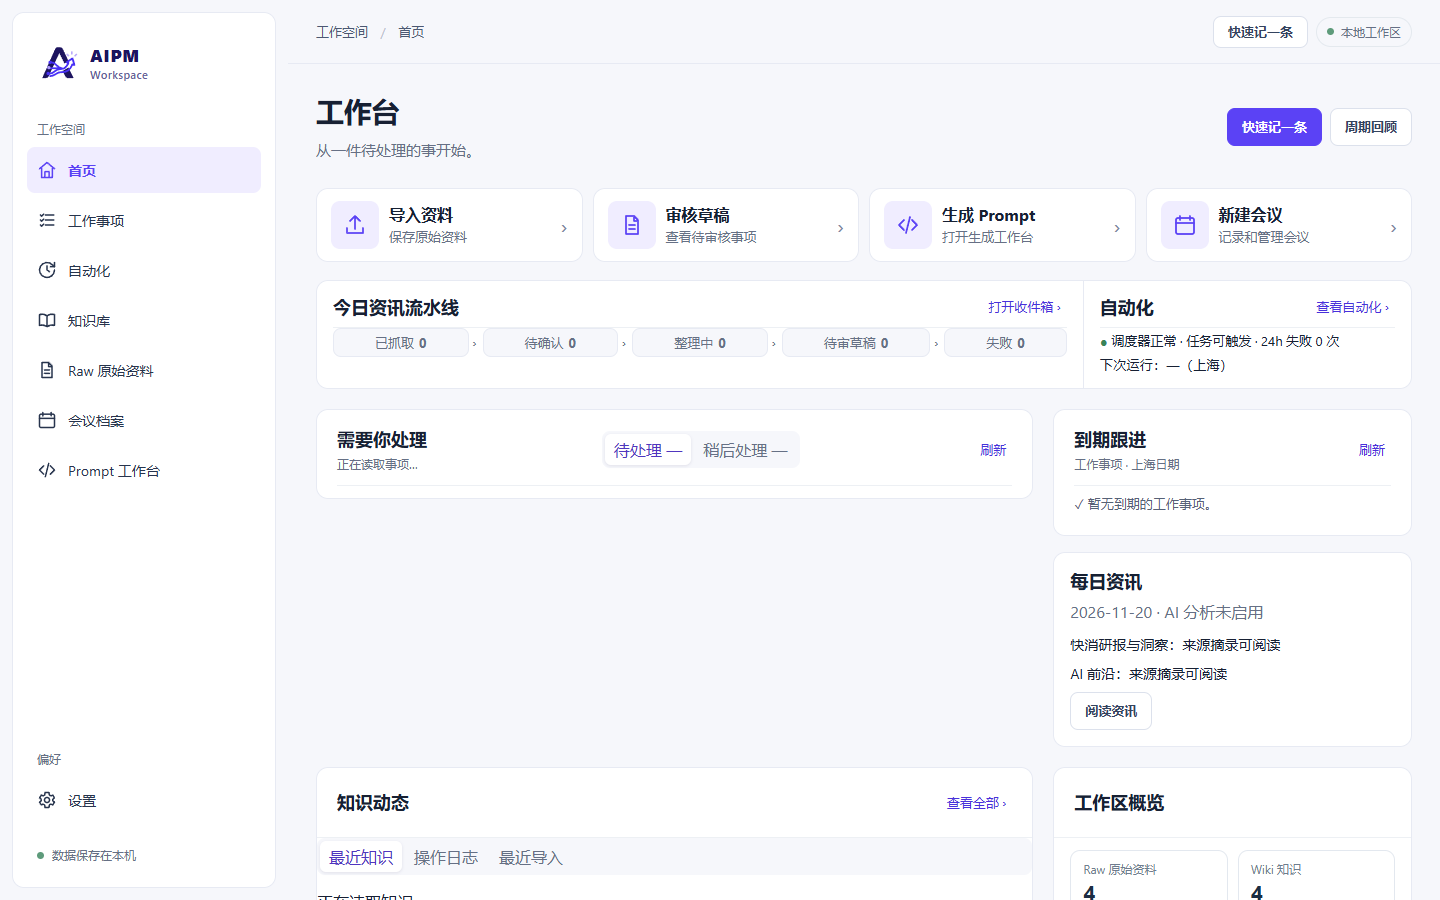 AIPM
Workspace
工作空间
首页
工作事项
自动化
知识库
Raw 原始资料
会议档案
Prompt 工作台
偏好
设置
数据保存在本机
工作空间 / 首页
快速记一条
本地工作区
工作台
从一件待处理的事开始。
快速记一条
周期回顾
导入资料
保存原始资料
审核草稿
查看待审核事项
生成 Prompt
打开生成工作台
新建会议
记录和管理会议
今日资讯流水线
打开收件箱 ›
已抓取 0 › 待确认 0 › 整理中 0 › 待审草稿 0 › 失败 0
自动化
查看自动化 ›
调度器正常 · 任务可触发 · 24h 失败 0 次
下次运行：—（上海）
需要你处理
正在读取事项...
待处理 —
稍后处理 —
刷新
到期跟进
工作事项 · 上海日期
刷新
✓ 暂无到期的工作事项。
每日资讯
2026-11-20 · AI 分析未启用
快消研报与洞察：来源摘录可阅读
AI 前沿：来源摘录可阅读
阅读资讯
知识动态
查看全部 ›
最近知识
操作日志
最近导入
正在读取知识
工作区概览
Raw 原始资料
4
Wiki 知识
4